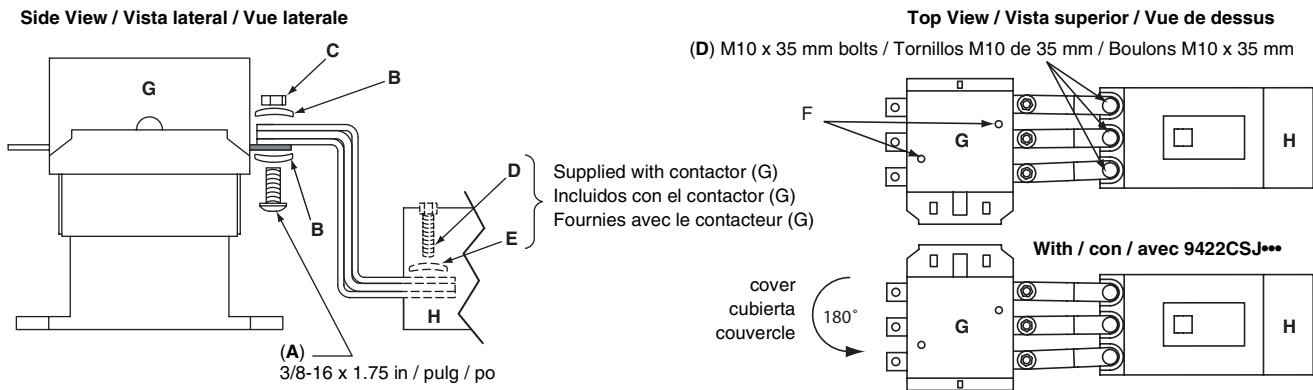 Side View / Vista lateral / Vue laterale
G
C
B
B
D
E
H
Supplied with contactor (G)
Incluidos con el contactor (G)
Fournies avec le contacteur (G)
(A)
3/8-16 x 1.75 in / pulg / po
Top View / Vista superior / Vue de dessus
(D) M10 x 35 mm bolts / Tornillos M10 de 35 mm / Boulons M10 x 35 mm
F
G
H
With / con / avec 9422CSJ•••
cover
cubierta
couvercle
180°
G
H